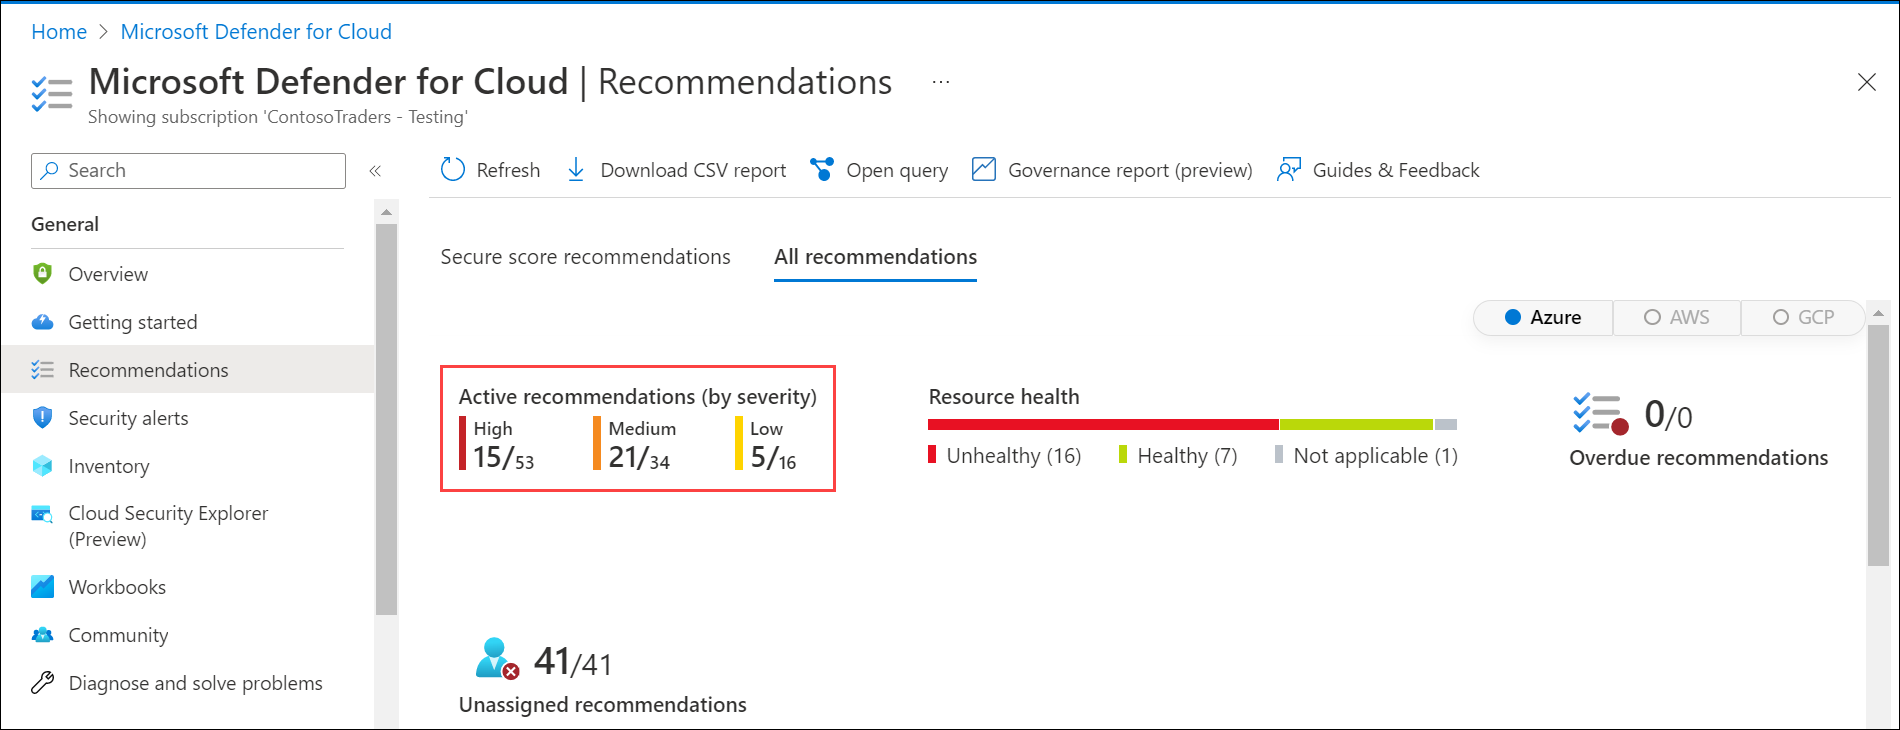 Home > Microsoft Defender for Cloud
Microsoft Defender for Cloud | Recommendations ...
Showing subscription 'ContosoTraders - Testing'
Search «
Refresh Download CSV report Open query Governance report (preview) Guides & Feedback
General
Overview
Getting started
Recommendations
Security alerts
Inventory
Cloud Security Explorer
(Preview)
Workbooks
Community
Diagnose and solve problems
Secure score recommendations All recommendations
Azure AWS GCP
Active recommendations (by severity)
High Medium Low
15/53 21/34 5/16
Resource health
Unhealthy (16) Healthy (7) Not applicable (1)
0/0
Overdue recommendations
41/41
Unassigned recommendations